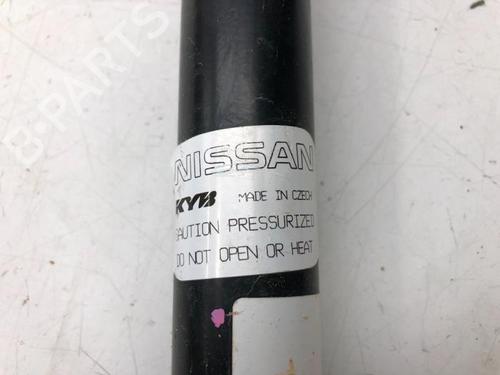 B-PARTS
NISSAN
KYB MADE IN CZECH
CAUTION PRESSURIZED
DO NOT OPEN OR HEAT